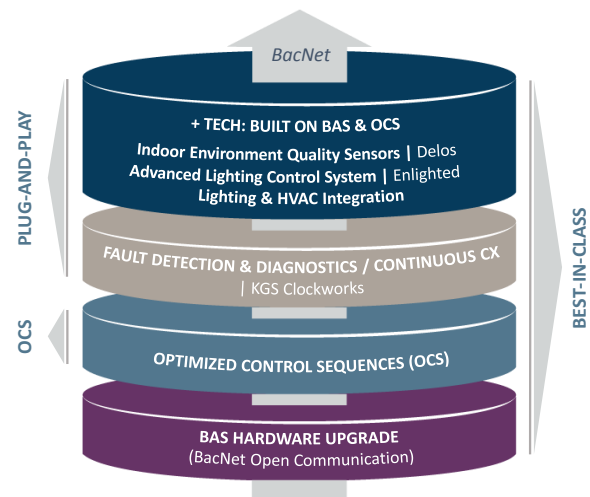 BacNet
+ TECH: BUILT ON BAS & OCS
Indoor Environment Quality Sensors | Delos
Advanced Lighting Control System | Enlighted
Lighting & HVAC Integration
PLUG-AND-PLAY
FAULT DETECTION & DIAGNOSTICS / CONTINUOUS CX
| KGS Clockworks
BEST-IN-CLASS
OCS
OPTIMIZED CONTROL SEQUENCES (OCS)
BAS HARDWARE UPGRADE
(BacNet Open Communication)